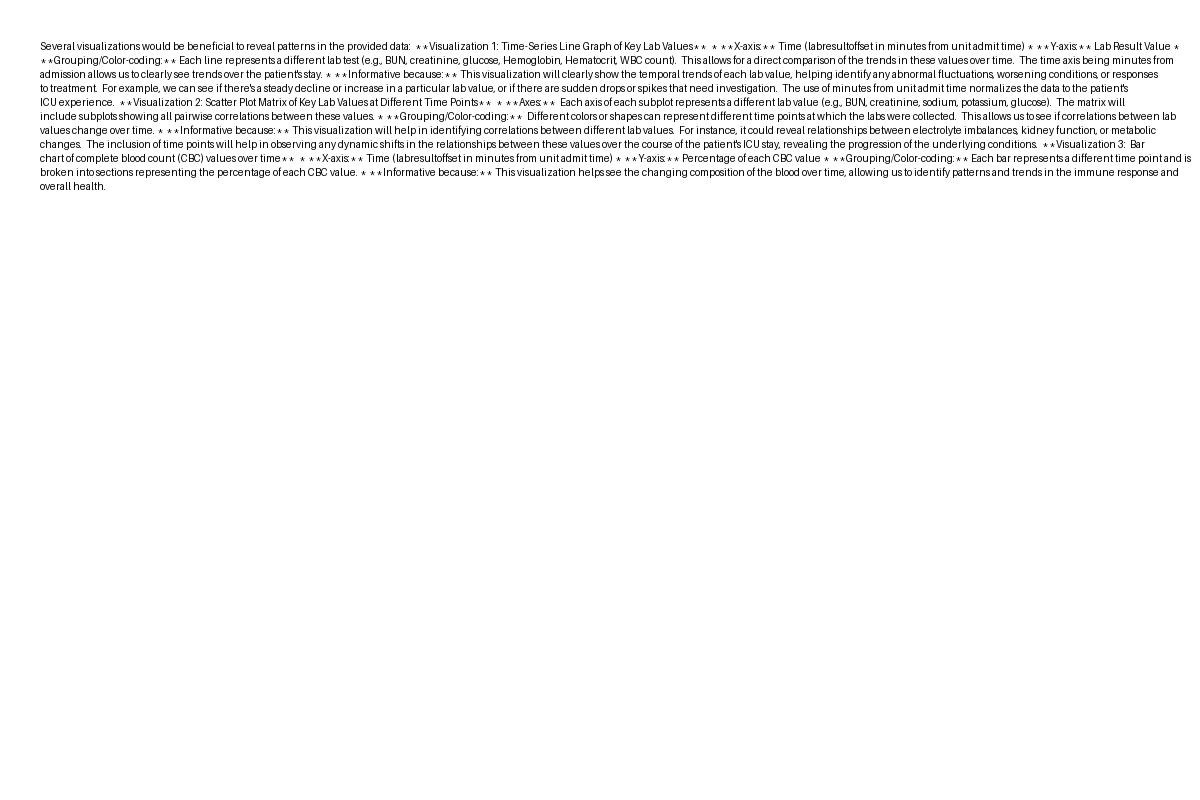 Several visualizations would be beneficial to reveal patterns in the provided data:  **Visualization 1: Time-Series Line Graph of Key Lab Values**  * **X-axis:** Time (labresultoffset in minutes from unit admit time) * **Y-axis:** Lab Result Value *
**Grouping/Color-coding:** Each line represents a different lab test (e.g., BUN, creatinine, glucose, Hemoglobin, Hematocrit, WBC count).  This allows for a direct comparison of the trends in these values over time.  The time axis being minutes from
admission allows us to clearly see trends over the patient's stay. * **Informative because:** This visualization will clearly show the temporal trends of each lab value, helping identify any abnormal fluctuations, worsening conditions, or responses
to treatment.  For example, we can see if there's a steady decline or increase in a particular lab value, or if there are sudden drops or spikes that need investigation.  The use of minutes from unit admit time normalizes the data to the patient's
ICU experience.  **Visualization 2: Scatter Plot Matrix of Key Lab Values at Different Time Points**  * **Axes:**  Each axis of each subplot represents a different lab value (e.g., BUN, creatinine, sodium, potassium, glucose).  The matrix will
include subplots showing all pairwise correlations between these values. * **Grouping/Color-coding:**  Different colors or shapes can represent different time points at which the labs were collected.  This allows us to see if correlations between lab
values change over time. * **Informative because:** This visualization will help in identifying correlations between different lab values.  For instance, it could reveal relationships between electrolyte imbalances, kidney function, or metabolic
changes.  The inclusion of time points will help in observing any dynamic shifts in the relationships between these values over the course of the patient's ICU stay, revealing the progression of the underlying conditions.  **Visualization 3:  Bar
chart of complete blood count (CBC) values over time**  * **X-axis:** Time (labresultoffset in minutes from unit admit time) * **Y-axis:** Percentage of each CBC value * **Grouping/Color-coding:** Each bar represents a different time point and is
broken into sections representing the percentage of each CBC value. * **Informative because:** This visualization helps see the changing composition of the blood over time, allowing us to identify patterns and trends in the immune response and
overall health.